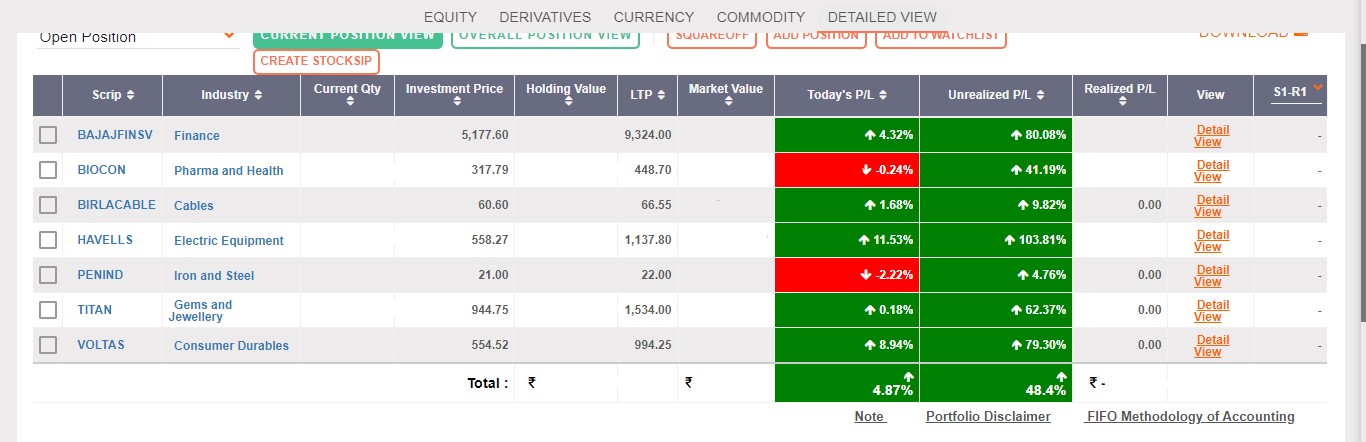 EQUITY DERIVATIVES CURRENCY COMMODITY DETAILED VIEW
Open Position CURRENT POSITION VIEW OVERALL POSITION VIEW SQUAREOFF ADD POSITION ADD TO WATCHLIST DOWNLOAD
CREATE STOCKSIP
Scrip Industry Current Qty Investment Price Holding Value LTP Market Value Today's P/L Unrealized P/L Realized P/L View S1-R1
BAJAJFINSV Finance 5,177.60 9,324.00 4.32% 80.08% Detail View -
BIOCON Pharma and Health 317.79 448.70 -0.24% 41.19% Detail View -
BIRLACABLE Cables 60.60 66.55 1.68% 9.82% 0.00 Detail View -
HAVELLS Electric Equipment 558.27 1,137.80 11.53% 103.81% Detail View -
PENIND Iron and Steel 21.00 22.00 -2.22% 4.76% 0.00 Detail View -
TITAN Gems and Jewellery 944.75 1,534.00 0.18% 62.37% 0.00 Detail View -
VOLTAS Consumer Durables 554.52 994.25 8.94% 79.30% 0.00 Detail View -
Total : ₹ ₹ 4.87% 48.4% ₹ -
Note Portfolio Disclaimer FIFO Methodology of Accounting